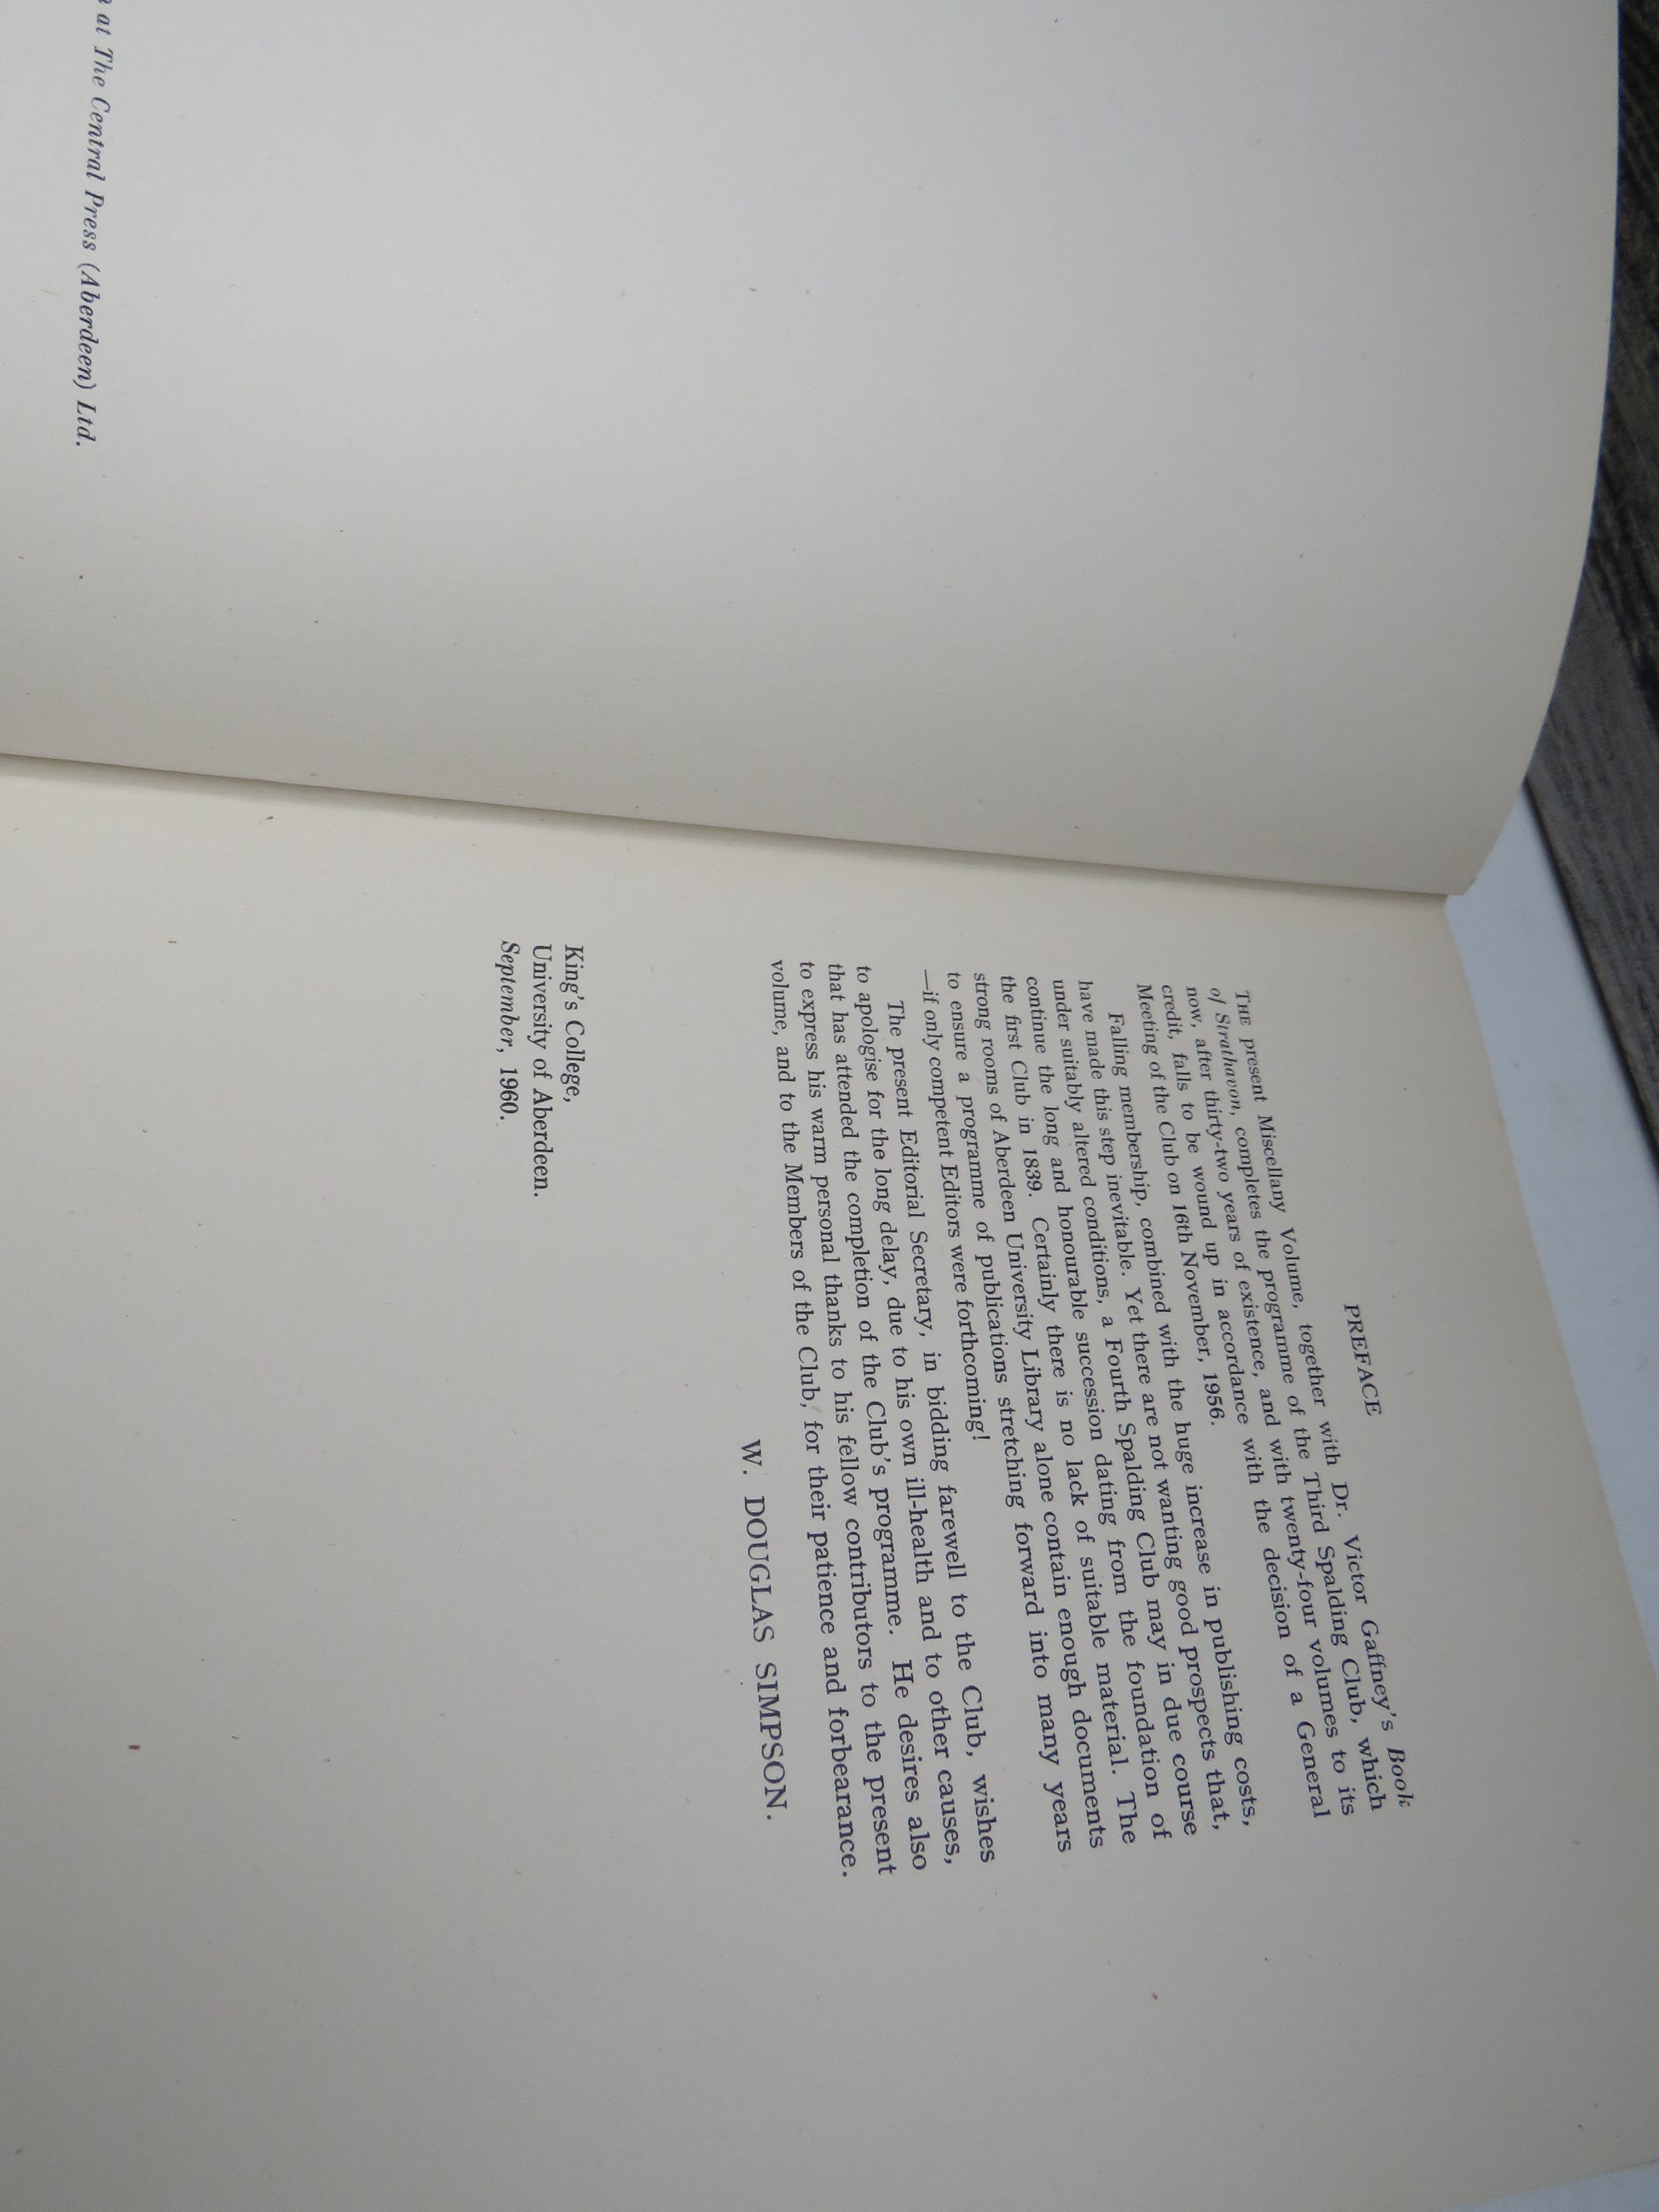 at The Central Press (Aberdeen) Ltd.
PREFACE
THE present Miscellany Volume, together with Dr. Victor Gaffney's Book
of Strathavon, completes the programme of the Third Spalding Club, which
now, after thirty-two years of existence, and with twenty-four volumes to its
credit, falls to be wound up in accordance with the decision of a General
Meeting of the Club on 16th November, 1956.
Falling membership, combined with the huge increase in publishing costs,
have made this step inevitable. Yet there are not wanting good prospects that,
under suitably altered conditions, a Fourth Spalding Club may in due course
continue the long and honourable succession dating from the foundation of
the first Club in 1839. Certainly there is no lack of suitable material. The
strong rooms of Aberdeen University Library alone contain enough documents
to ensure a programme of publications stretching forward into many years
—if only competent Editors were forthcoming!
The present Editorial Secretary, in bidding farewell to the Club, wishes
to apologise for the long delay, due to his own ill-health and to other causes,
that has attended the completion of the Club's programme. He desires also
to express his warm personal thanks to his fellow contributors to the present
volume, and to the Members of the Club, for their patience and forbearance.
W. DOUGLAS SIMPSON.
King's College,
University of Aberdeen.
September, 1960.